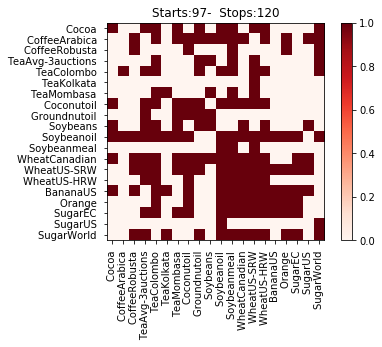 Starts:97-  Stops:120
Cocoa
CoffeeArabica
CoffeeRobusta
TeaAvg-3auctions
TeaColombo
TeaKolkata
TeaMombasa
Coconutoil
Groundnutoil
Soybeans
Soybeanoil
Soybeanmeal
WheatCanadian
WheatUS-SRW
WheatUS-HRW
BananaUS
Orange
SugarEC
SugarUS
SugarWorld
Cocoa
CoffeeArabica
CoffeeRobusta
TeaAvg-3auctions
TeaColombo
TeaKolkata
TeaMombasa
Coconutoil
Groundnutoil
Soybeans
Soybeanoil
Soybeanmeal
WheatCanadian
WheatUS-SRW
WheatUS-HRW
BananaUS
Orange
SugarEC
SugarUS
SugarWorld
1.0
0.8
0.6
0.4
0.2
0.0